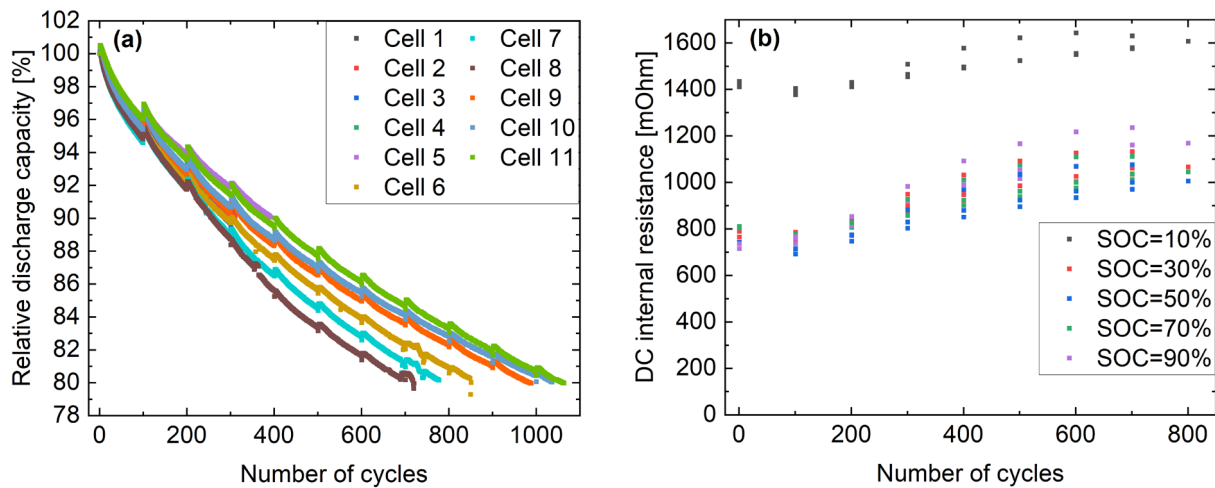 (a)
Relative discharge capacity [%]
102
100
98
96
94
92
90
88
86
84
82
80
78
0 200 400 600 800 1000
Number of cycles
Cell 1 Cell 7
Cell 2 Cell 8
Cell 3 Cell 9
Cell 4 Cell 10
Cell 5 Cell 11
Cell 6
(b)
DC internal resistance [mOhm]
1600
1400
1200
1000
800
600
400
200
0
0 200 400 600 800
Number of cycles
SOC=10%
SOC=30%
SOC=50%
SOC=70%
SOC=90%